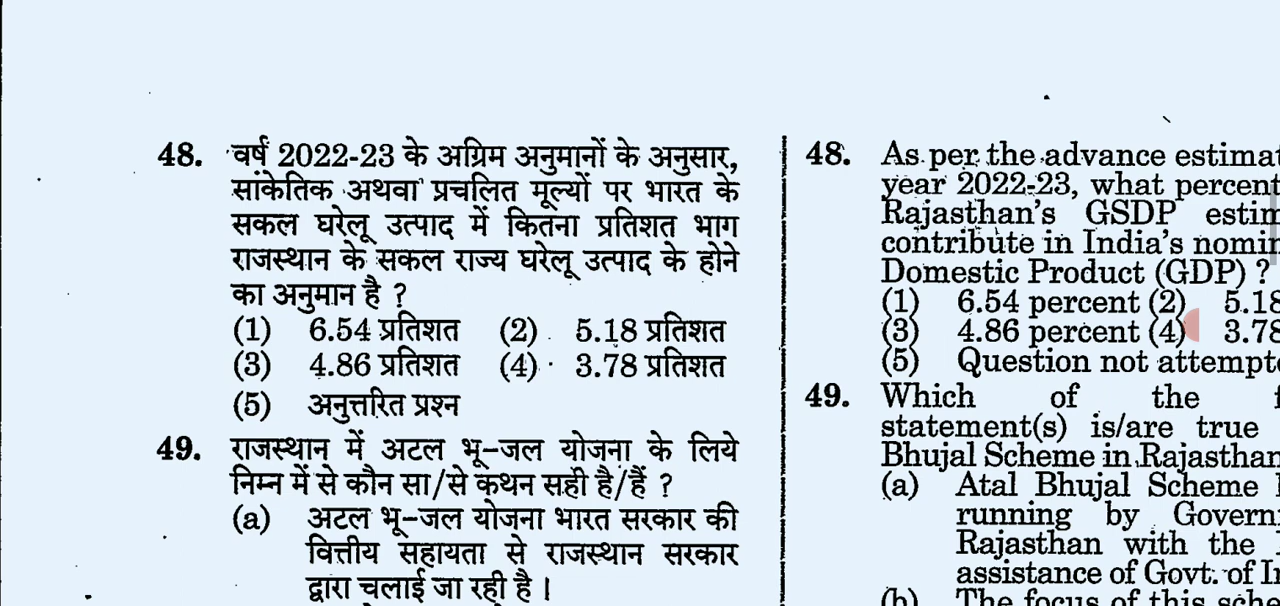 48. वर्ष 2022-23 के अग्रिम अनुमानों के अनुसार,
सांकेतिक अथवा प्रचलित मूल्यों पर भारत के
सकल घरेलू उत्पाद में कितना प्रतिशत भाग
राजस्थान के सकल राज्य घरेलू उत्पाद के होने
का अनुमान है ?
(1) 6.54 प्रतिशत (2) 5.18 प्रतिशत
(3) 4.86 प्रतिशत (4) 3.78 प्रतिशत
(5) अनुत्तरित प्रश्न
49. राजस्थान में अटल भू-जल योजना के लिये
निम्न में से कौन सा/से कथन सही है/हैं ?
(a) अटल भू-जल योजना भारत सरकार की
वित्तीय सहायता से राजस्थान सरकार
द्वारा चलाई जा रही है।
48. As per the advance
year 2022-23, what
Rajasthan's GSDP
contribute in India's
Domestic Product (GDP) ?
(1) 6.54 percent (2) 5.18
(3) 4.86 percent (4) 3.78
(5) Question not
49. Which of the
statement(s) is/are true
Bhujal Scheme in Rajasthan
(a) Atal Bhujal Scheme
running by
Rajasthan with the
assistance of Govt. of
(b) The focus of this